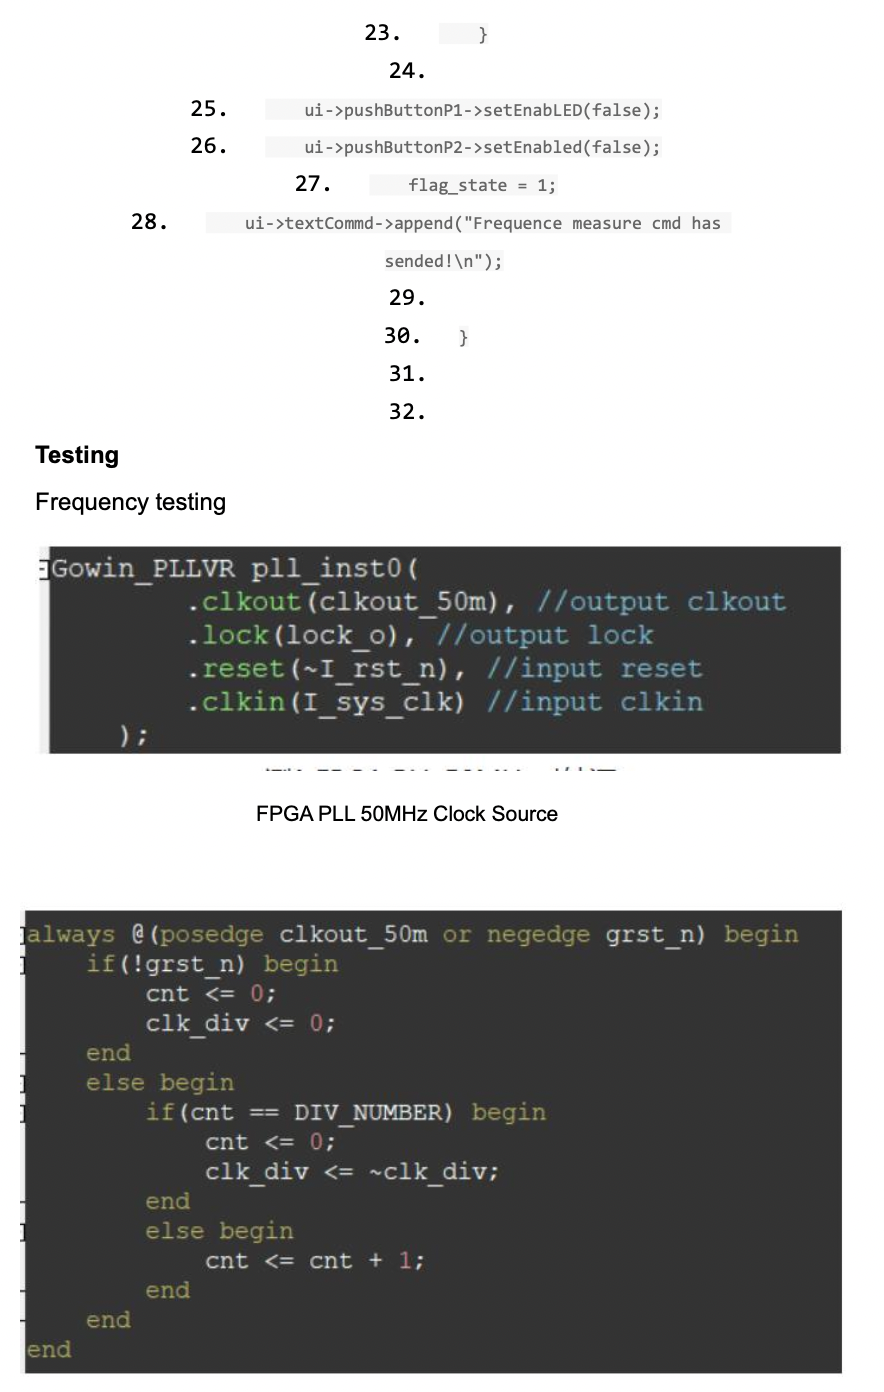 23. }
24.
25. ui->pushButtonP1->setEnabLED(false);
26. ui->pushButtonP2->setEnabled(false);
27. flag_state = 1;
28. ui->textCommd->append("Frequence measure cmd has
sended!\n");
29.
30. }
31.
32.
Testing
Frequency testing
Gowin_PLLVR pll_inst0(
.clkout(clkout_50m), //output clkout
.lock(lock_o), //output lock
.reset(~I_rst_n), //input reset
.clkin(I_sys_clk) //input clkin
);
FPGA PLL 50MHz Clock Source
always @(posedge clkout_50m or negedge grst_n) begin
if(!grst_n) begin
cnt <= 0;
clk_div <= 0;
end
else begin
if(cnt == DIV_NUMBER) begin
cnt <= 0;
clk_div <= ~clk_div;
end
else begin
cnt <= cnt + 1;
end
end
end